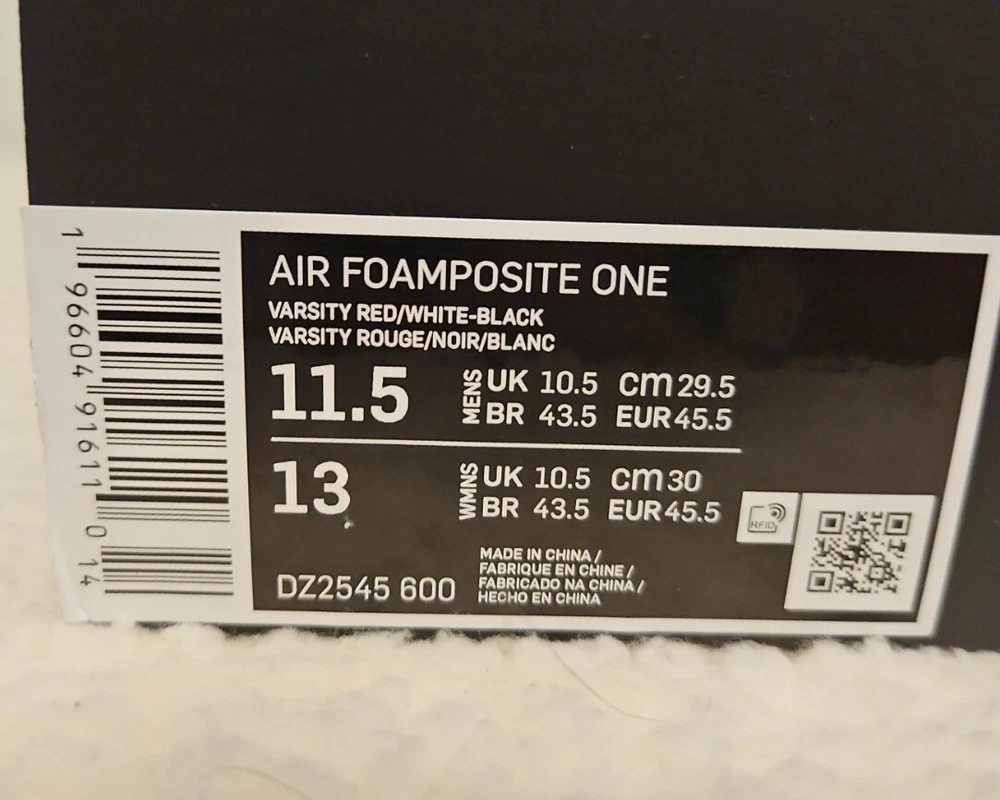 1 96604 91611 0 14
AIR FOAMPOSITE ONE
VARSITY RED/WHITE-BLACK
VARSITY ROUGE/NOIR/BLANC
11.5
MENS
UK 10.5 cm 29.5
BR 43.5 EUR 45.5
13
WMNS
UK 10.5 cm 30
BR 43.5 EUR 45.5
RFID
DZ2545 600
MADE IN CHINA /
FABRIQUE EN CHINE /
FABRICADO NA CHINA /
HECHO EN CHINA